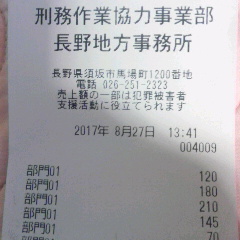 刑務作業協力事業部
長野地方事務所
長野県須坂市馬場町1200番地
電話 026-251-2323
売上額の一部は犯罪被害者
支援活動に役立てられます
2017年 8月27日 13:41
004009
部門01 120
部門01 180
部門01 210
部門01 145
部門01 70